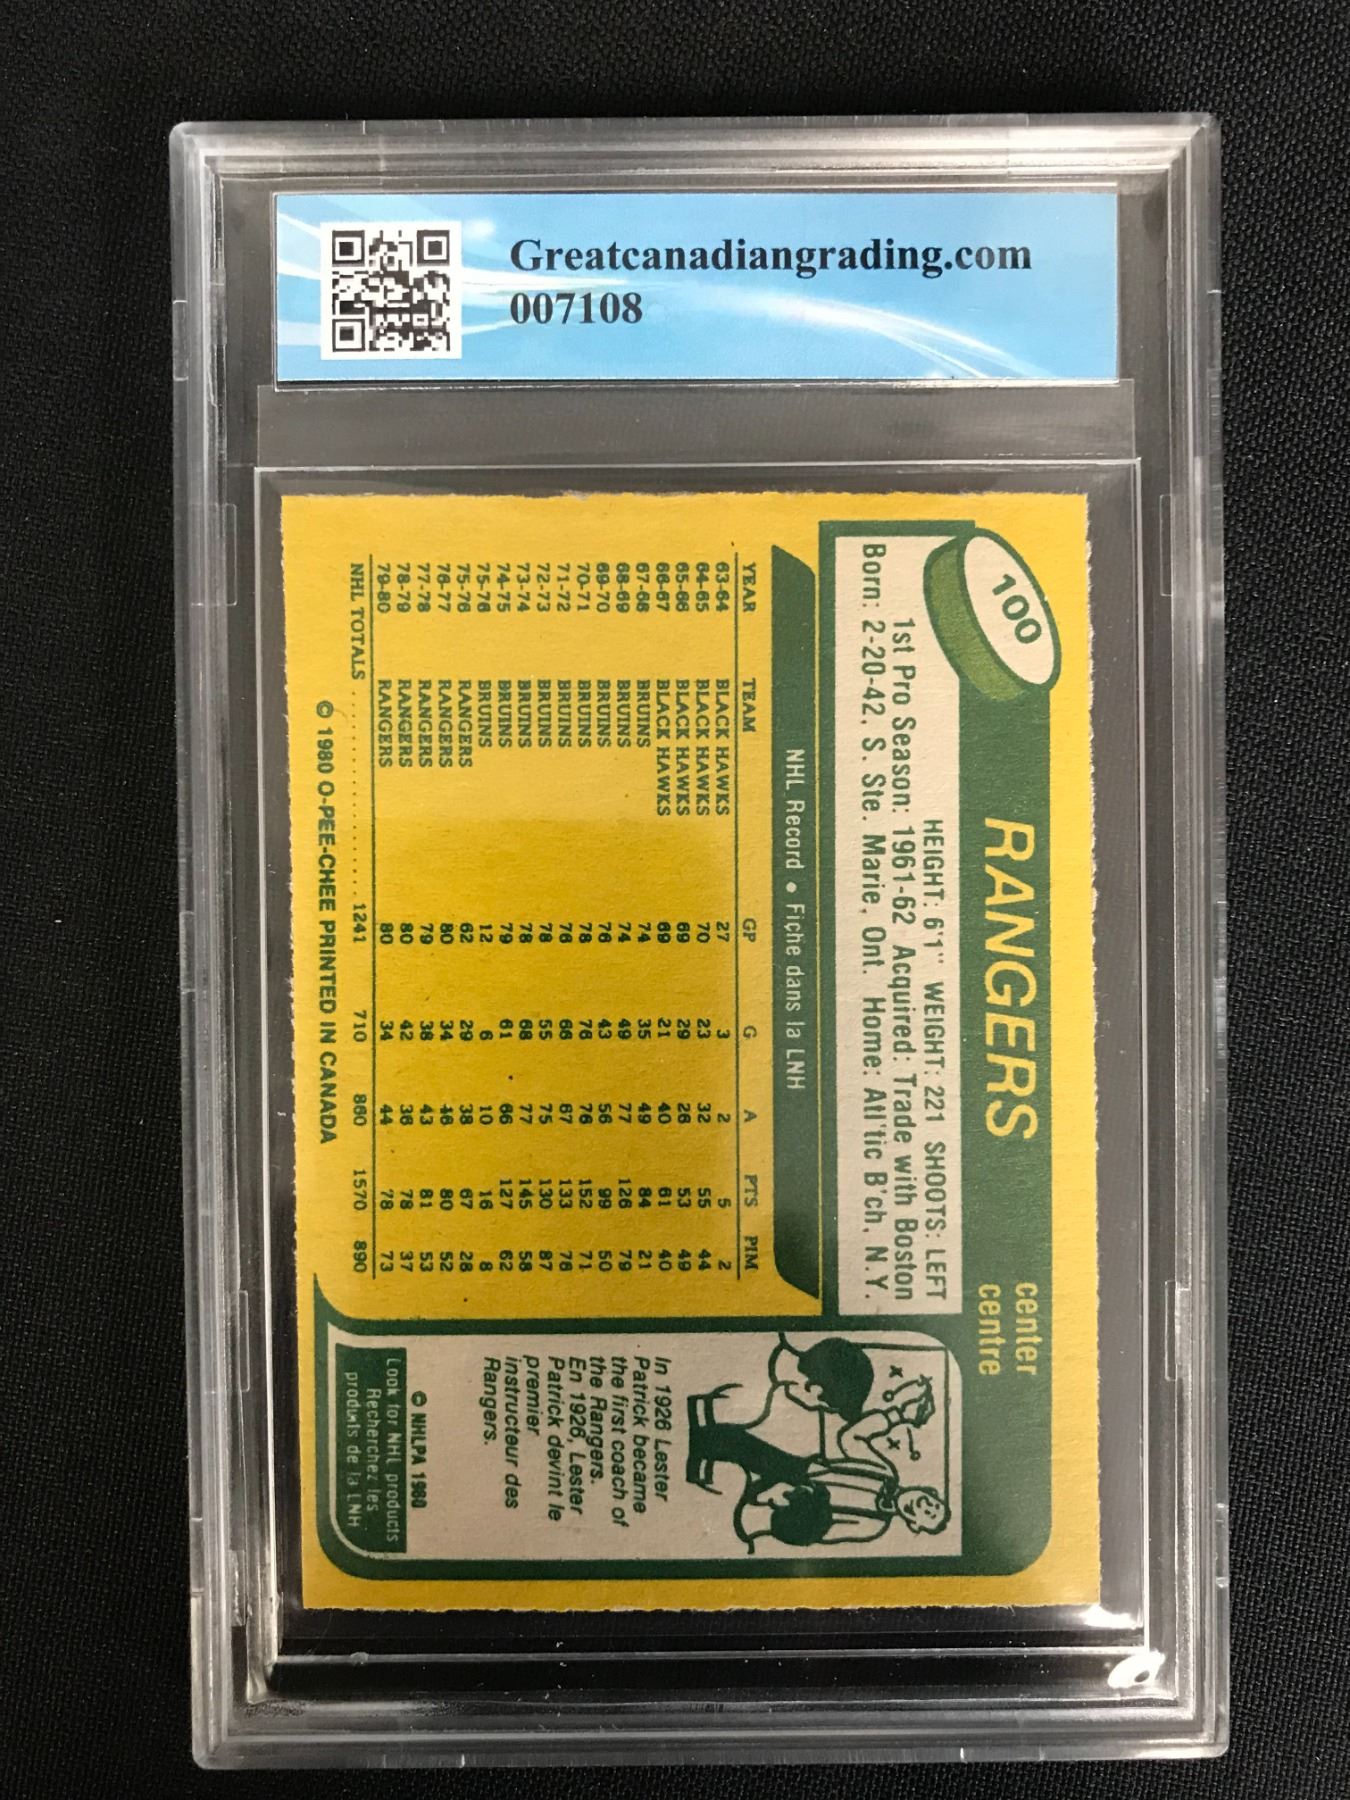 Greatcanadiangrading.com
007108
100
RANGERS
center
centre
HEIGHT: 6'1" WEIGHT: 221 SHOOTS: LEFT
1st Pro Season: 1961-62 Acquired: Trade with Boston
Born: 2-20-42, S. Ste. Marie, Ont. Home: Atl'tic B'ch, N.Y.
NHL Record • Fiche dans la LNH
YEAR TEAM GP G A PTS PIM
63-64 BLACK HAWKS 27 3 2 5 2
64-65 BLACK HAWKS 70 23 32 55 44
65-66 BLACK HAWKS 69 29 26 53 49
66-67 BLACK HAWKS 69 21 40 61 40
67-68 BRUINS 74 35 49 84 21
68-69 BRUINS 74 49 77 126 79
69-70 BRUINS 76 43 56 99 50
70-71 BRUINS 78 76 76 152 71
71-72 BRUINS 76 66 67 133 76
72-73 BRUINS 78 55 75 130 87
73-74 BRUINS 78 68 77 145 58
74-75 BRUINS 79 61 66 127 62
75-76 BRUINS 12 6 10 16 8
75-76 RANGERS 62 29 38 67 28
76-77 RANGERS 80 34 46 80 52
77-78 RANGERS 79 38 43 81 53
78-79 RANGERS 80 42 36 78 37
79-80 RANGERS 80 34 44 78 73
NHL TOTALS .................... 1241 710 860 1570 890
© 1980 O-PEE-CHEE PRINTED IN CANADA
In 1926 Lester
Patrick became
the first coach of
the Rangers.
En 1926, Lester
Patrick devint le
premier
instructeur des
Rangers.
© NHLPA 1980
Look for NHL products
Recherchez les
produits de la LNH